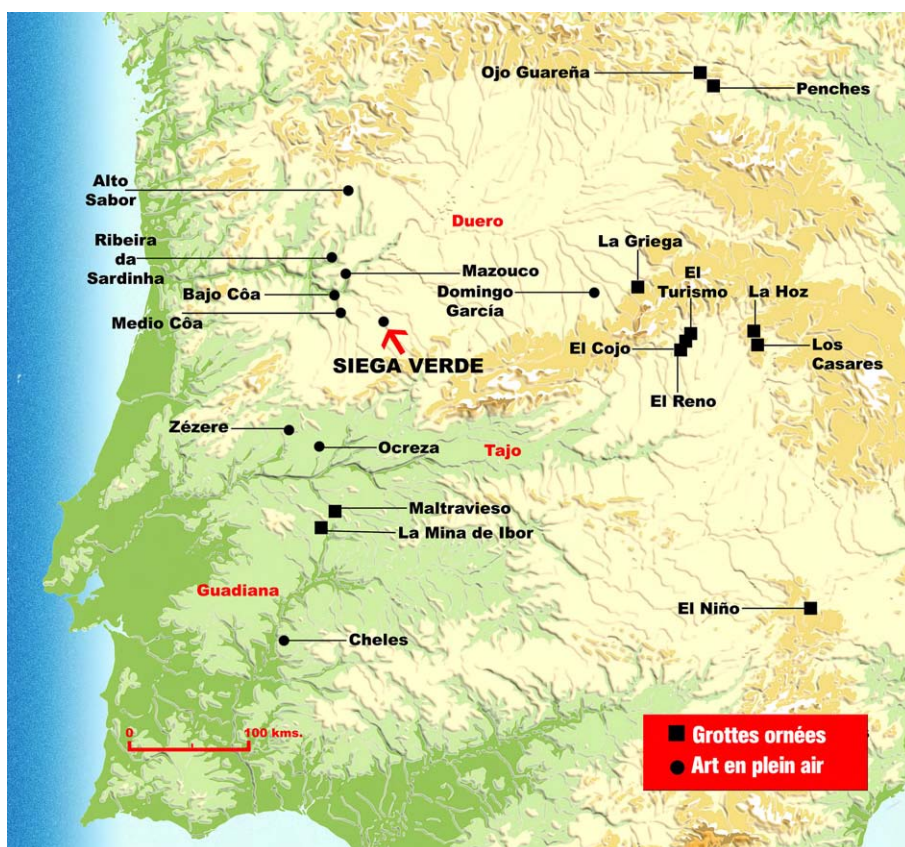 Ojo Guareña
Penches
Alto
Sabor
Duero
La Griega
Ribeira
da
Sardinha
El
Turismo
Mazouco
La Hoz
Bajo Côa
Domingo
García
Medio Côa
El Cojo
Los
Casares
SIEGA VERDE
El Reno
Zézere
Ocreza
Tajo
Maltravieso
La Mina de Ibor
Guadiana
El Niño
Cheles
0
100 kms.
Grottes ornées
Art en plein air